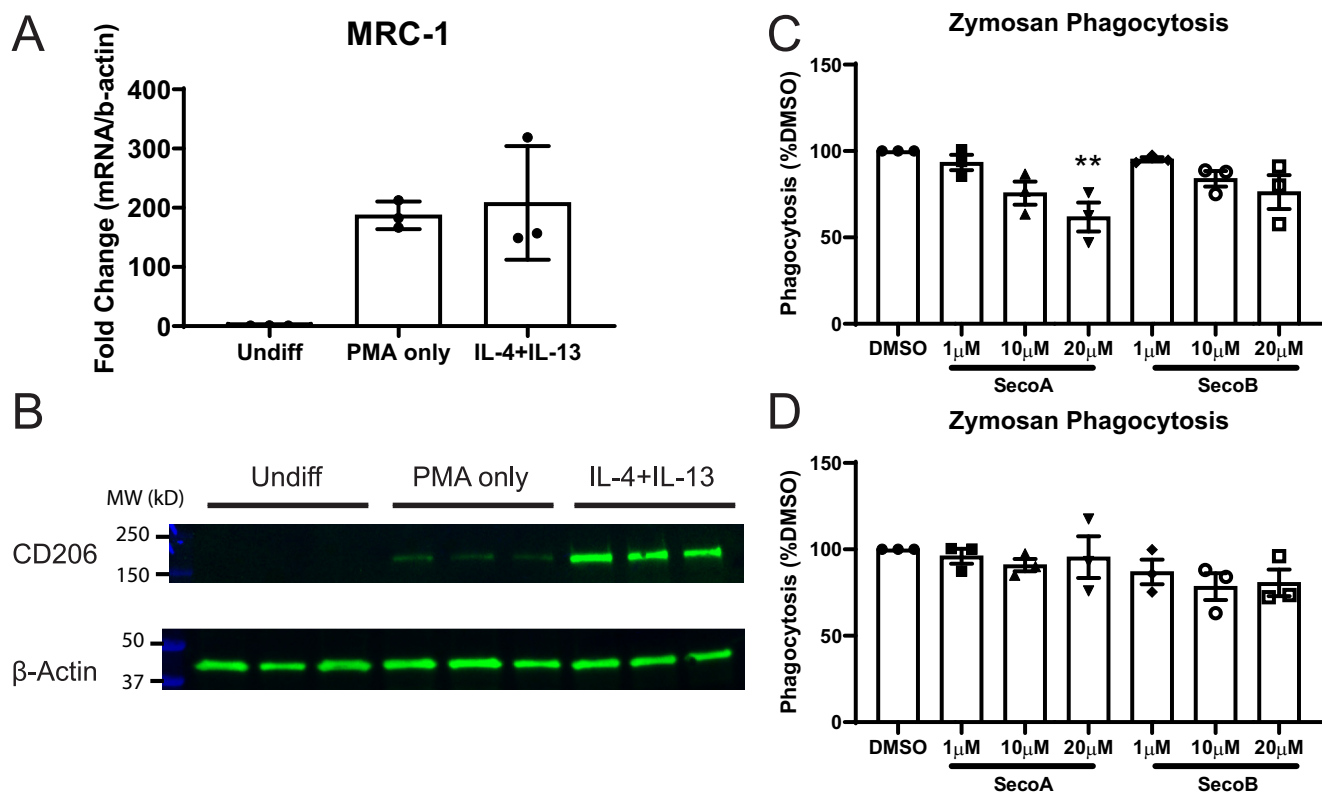 A
MRC-1
Fold Change (mRNA/b-actin)
400
300
200
100
0
Undiff PMA only IL-4+IL-13
B
Undiff PMA only IL-4+IL-13
MW (kD)
CD206
250
150
β-Actin
50
37
C
Zymosan Phagocytosis
Phagocytosis (%DMSO)
150
100
50
0
**
DMSO 1μM 10μM 20μM 1μM 10μM 20μM
SecoA SecoB
D
Zymosan Phagocytosis
Phagocytosis (%DMSO)
150
100
50
0
DMSO 1μM 10μM 20μM 1μM 10μM 20μM
SecoA SecoB